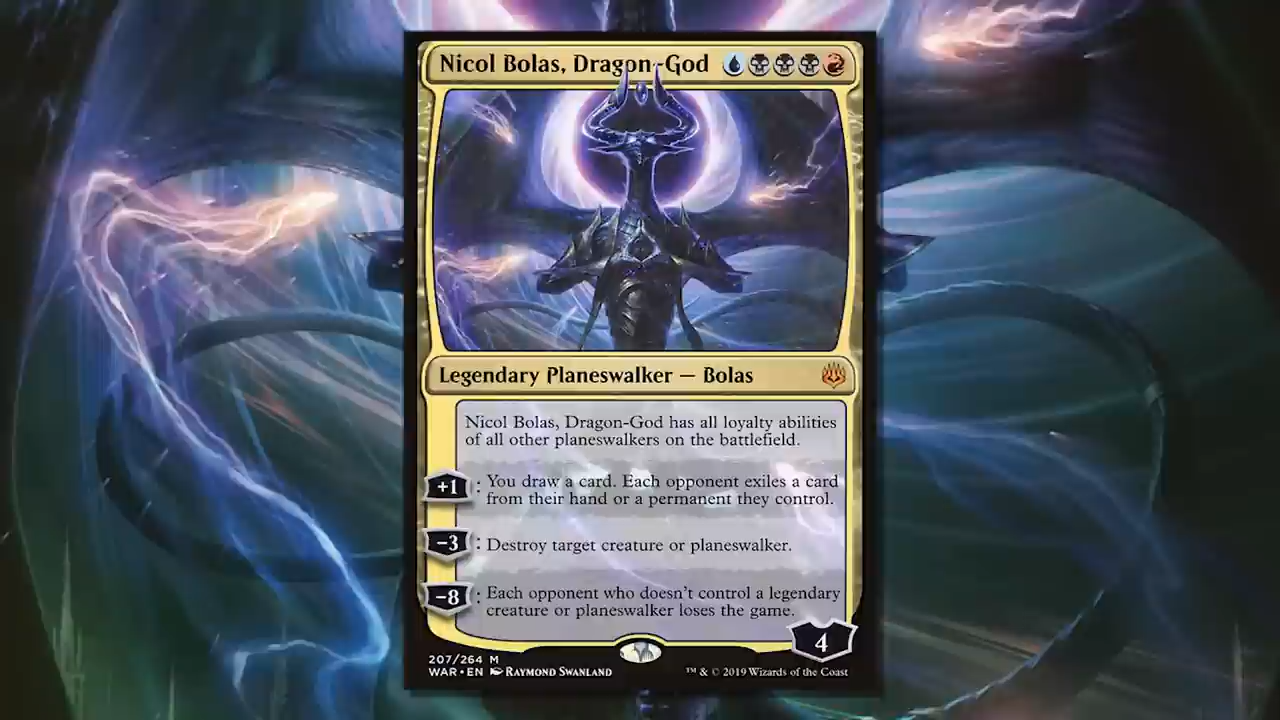 Nicol Bolas, Dragon-God
Legendary Planeswalker — Bolas
Nicol Bolas, Dragon-God has all loyalty abilities
of all other planeswalkers on the battlefield.
+1 : You draw a card. Each opponent exiles a card
from their hand or a permanent they control.
−3 : Destroy target creature or planeswalker.
−8 : Each opponent who doesn't control a legendary
creature or planeswalker loses the game.
4
207/264 M
WAR • EN Raymond Swanland
™ & © 2019 Wizards of the Coast